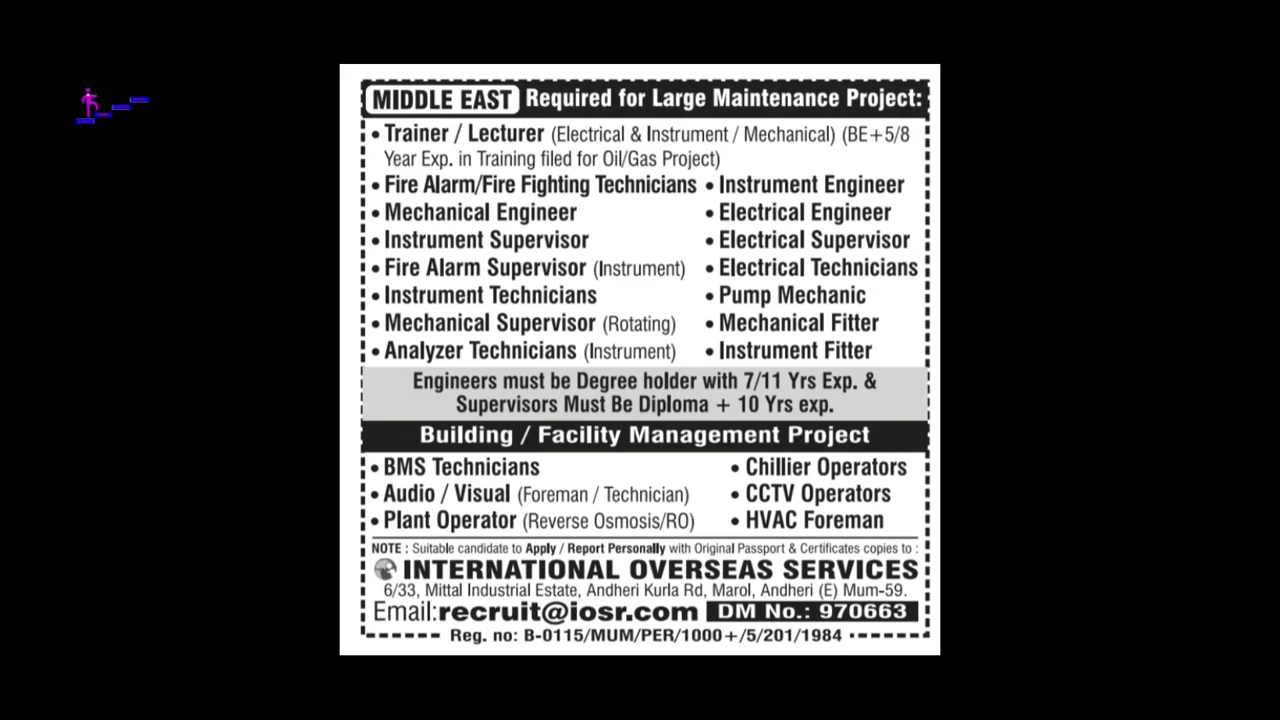 MIDDLE EAST Required for Large Maintenance Project:
• Trainer / Lecturer (Electrical & Instrument / Mechanical) (BE+5/8
Year Exp. in Training filed for Oil/Gas Project)
• Fire Alarm/Fire Fighting Technicians • Instrument Engineer
• Mechanical Engineer • Electrical Engineer
• Instrument Supervisor • Electrical Supervisor
• Fire Alarm Supervisor (Instrument) • Electrical Technicians
• Instrument Technicians • Pump Mechanic
• Mechanical Supervisor (Rotating) • Mechanical Fitter
• Analyzer Technicians (Instrument) • Instrument Fitter
Engineers must be Degree holder with 7/11 Yrs Exp. &
Supervisors Must Be Diploma + 10 Yrs exp.
Building / Facility Management Project
• BMS Technicians • Chillier Operators
• Audio / Visual (Foreman / Technician) • CCTV Operators
• Plant Operator (Reverse Osmosis/RO) • HVAC Foreman
NOTE : Suitable candidate to Apply / Report Personally with Original Passport & Certificates copies to :
INTERNATIONAL OVERSEAS SERVICES
6/33, Mittal Industrial Estate, Andheri Kurla Rd, Marol, Andheri (E) Mum-59.
Email:recruit@iosr.com DM No.: 970663
Reg. no: B-0115/MUM/PER/1000+/5/201/1984